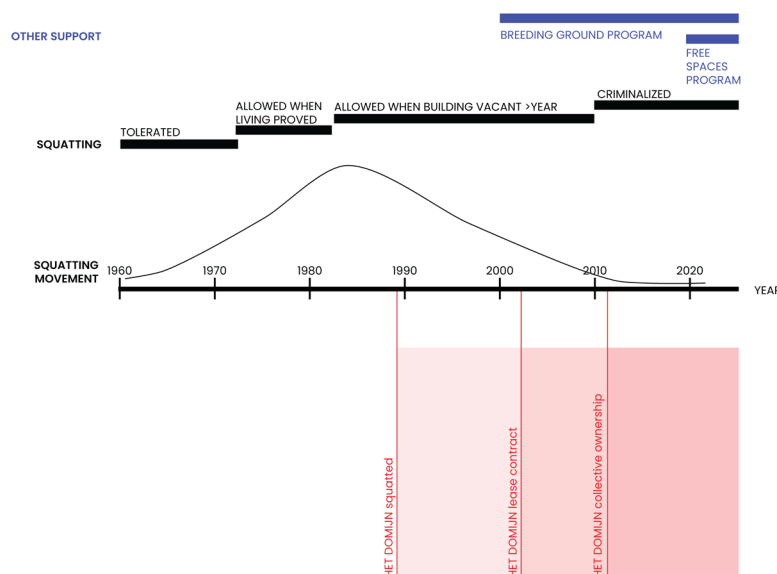 OTHER SUPPORT
BREEDING GROUND PROGRAM
FREE
SPACES
PROGRAM
CRIMINALIZED
ALLOWED WHEN
LIVING PROVED
ALLOWED WHEN BUILDING VACANT >YEAR
TOLERATED
SQUATTING
SQUATTING
MOVEMENT
1960
1970
1980
1990
2000
2010
2020
YEAR
HET DOMIJN squatted
HET DOMIJN lease contract
HET DOMIJN collective ownership